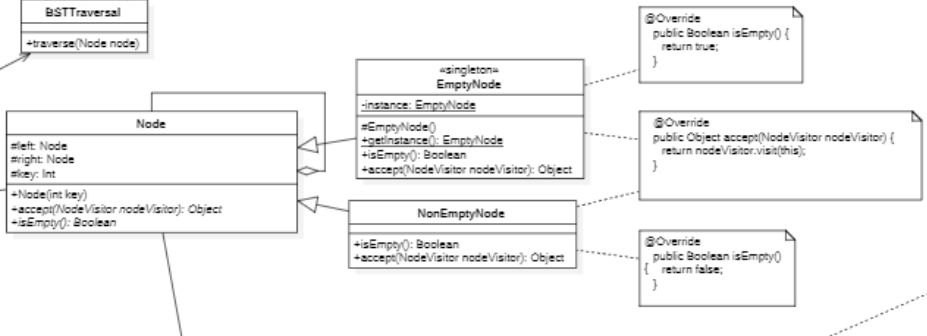 BSTTraversal
+traverse(Node node)
Node
#left: Node
#right: Node
#key: Int
+Node(int key)
+accept(NodeVisitor nodeVisitor): Object
+isEmpty(): Boolean
«singleton»
EmptyNode
-instance: EmptyNode
#EmptyNode()
+getInstance(): EmptyNode
+isEmpty(): Boolean
+accept(NodeVisitor nodeVisitor): Object
NonEmptyNode
+isEmpty(): Boolean
+accept(NodeVisitor nodeVisitor): Object
@Override
public Boolean isEmpty() {
return true;
}
@Override
public Object accept(NodeVisitor nodeVisitor) {
return nodeVisitor.visit(this);
}
@Override
public Boolean isEmpty()
{ return false;
}